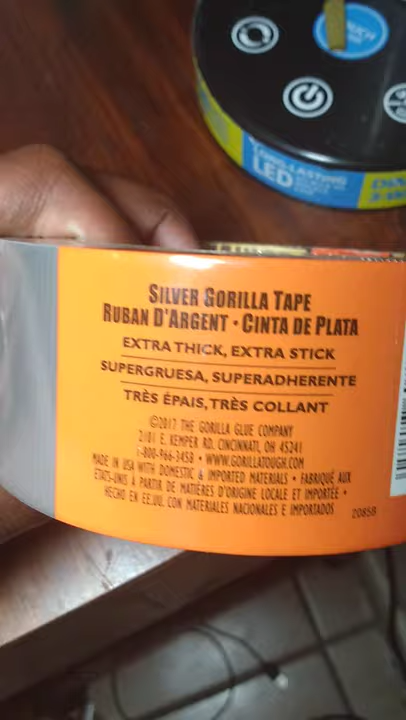 LONG-LASTING
LED
SILVER GORILLA TAPE
RUBAN D'ARGENT • CINTA DE PLATA
EXTRA THICK, EXTRA STICK
SUPERGRUESA, SUPERADHERENTE
TRÈS ÉPAIS, TRÈS COLLANT
©2017 THE GORILLA GLUE COMPANY
2101 E. KEMPER RD. CINCINNATI, OH 45241
1-800-966-3458 • WWW.GORILLATOUGH.COM
MADE IN USA WITH DOMESTIC & IMPORTED MATERIALS • FABRIQUÉ AUX
ETATS-UNIS À PARTIR DE MATIÈRES D'ORIGINE LOCALE ET IMPORTÉE •
HECHO EN EE.UU. CON MATERIALES NACIONALES E IMPORTADOS
20858